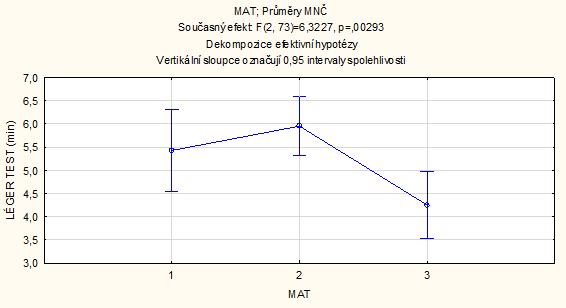 MAT; Průměry MNČ
Současný efekt: F(2, 73)=6,3227, p=,00293
Dekompozice efektivní hypotézy
Vertikální sloupce označují 0,95 intervaly spolehlivosti
7,0
6,5
6,0
5,5
5,0
4,5
4,0
3,5
3,0
LÉGER TEST (min)
1 2 3
MAT